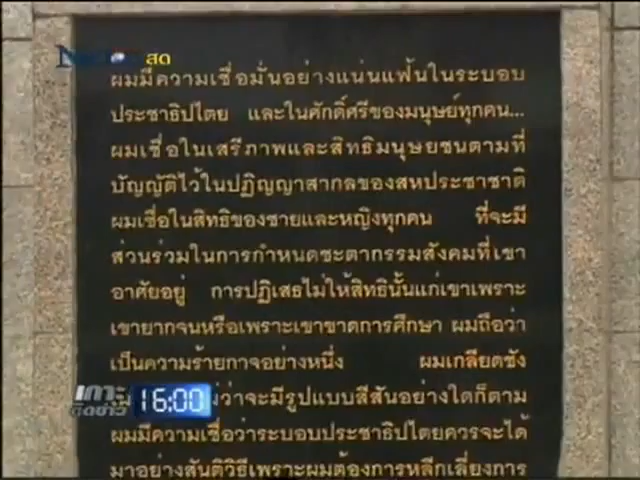 สด
ผมมีความเชื่อมั่นอย่างแน่นแฟ้นในระบอบ
ประชาธิปไตย และในศักดิ์ศรีของมนุษย์ทุกคน...
ผมเชื่อในเสรีภาพและสิทธิมนุษยชนตามที่
บัญญัติไว้ในปฏิญญาสากลของสหประชาชาติ
ผมเชื่อในสิทธิของชายและหญิงทุกคน ที่จะมี
ส่วนร่วมในการกำหนดชะตากรรมสังคมที่เขา
อาศัยอยู่ การปฏิเสธไม่ให้สิทธินั้นแก่เขาเพราะ
เขายากจนหรือเพราะเขาขาดการศึกษา ผมถือว่า
เป็นความร้ายกาจอย่างหนึ่ง ผมเกลียดชัง
ว่าจะมีรูปแบบสีสันอย่างใดก็ตาม
ผมมีความเชื่อว่าระบอบประชาธิปไตยควรจะได้
มาอย่างสันติวิธีเพราะผมต้องการหลีกเลี่ยงการ
เกาะติดข่าว
16:00